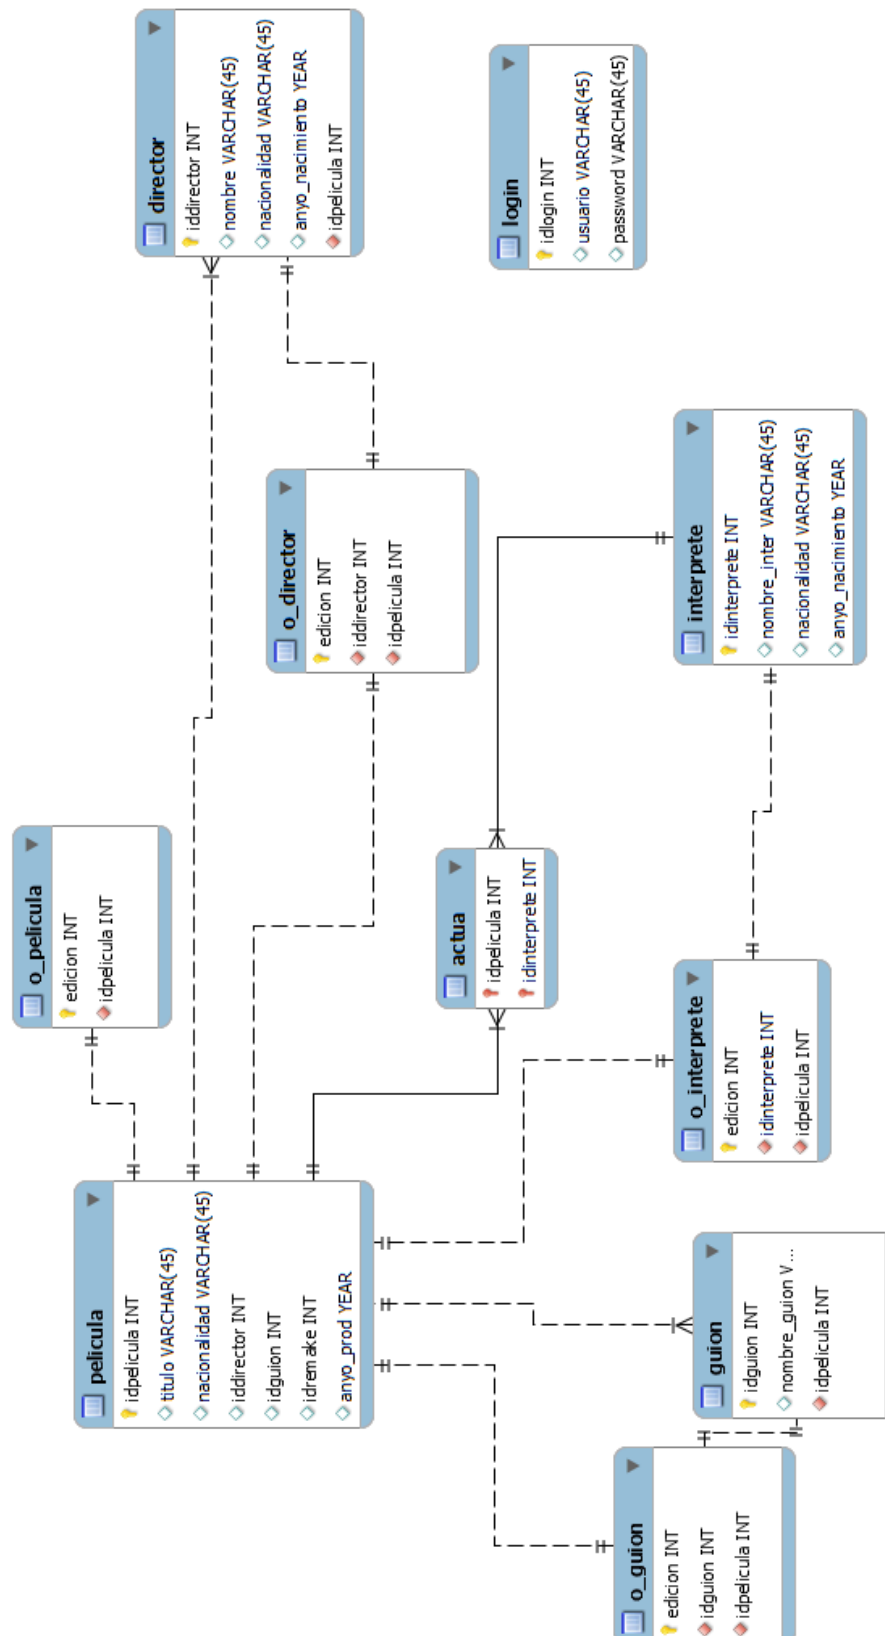 pelicula
idpelicula INT
titulo VARCHAR(45)
nacionalidad VARCHAR(45)
iddirector INT
idguion INT
idremake INT
anyo_prod YEAR
o_pelicula
edicion INT
idpelicula INT
director
iddirector INT
nombre VARCHAR(45)
nacionalidad VARCHAR(45)
anyo_nacimiento YEAR
idpelicula INT
o_director
edicion INT
iddirector INT
idpelicula INT
login
idlogin INT
usuario VARCHAR(45)
password VARCHAR(45)
actua
idpelicula INT
idinterprete INT
interprete
idinterprete INT
nombre_inter VARCHAR(45)
nacionalidad VARCHAR(45)
anyo_nacimiento YEAR
o_interprete
edicion INT
idinterprete INT
idpelicula INT
guion
idguion INT
nombre_guion V...
idpelicula INT
o_guion
edicion INT
idguion INT
idpelicula INT